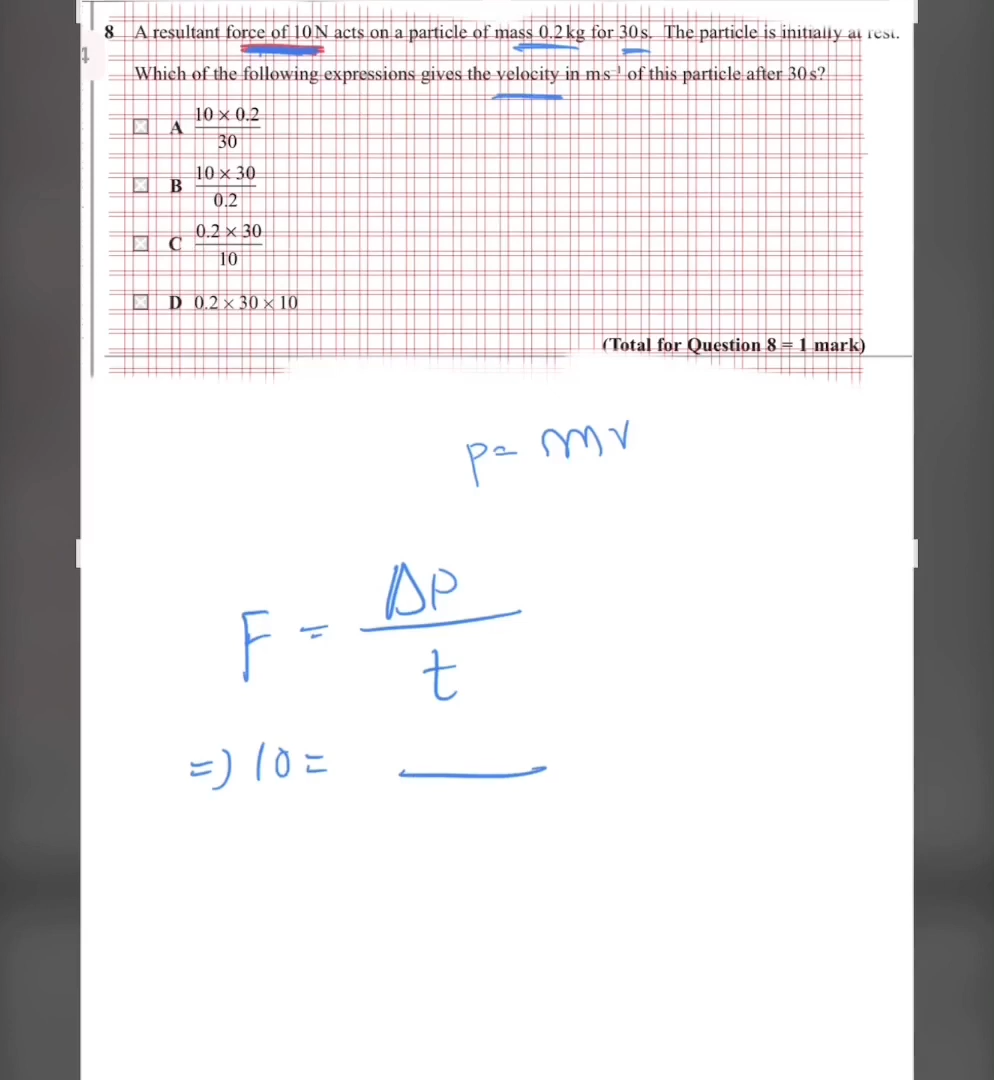 8 A resultant force of 10 N acts on a particle of mass 0.2 kg for 30 s. The particle is initially at rest.
Which of the following expressions gives the velocity in m s⁻¹ of this particle after 30 s?
A 10 × 0.2 / 30
B 10 × 30 / 0.2
C 0.2 × 30 / 10
D 0.2 × 30 × 10
(Total for Question 8 = 1 mark)
p = mv
F = Δp / t
=) 10 =